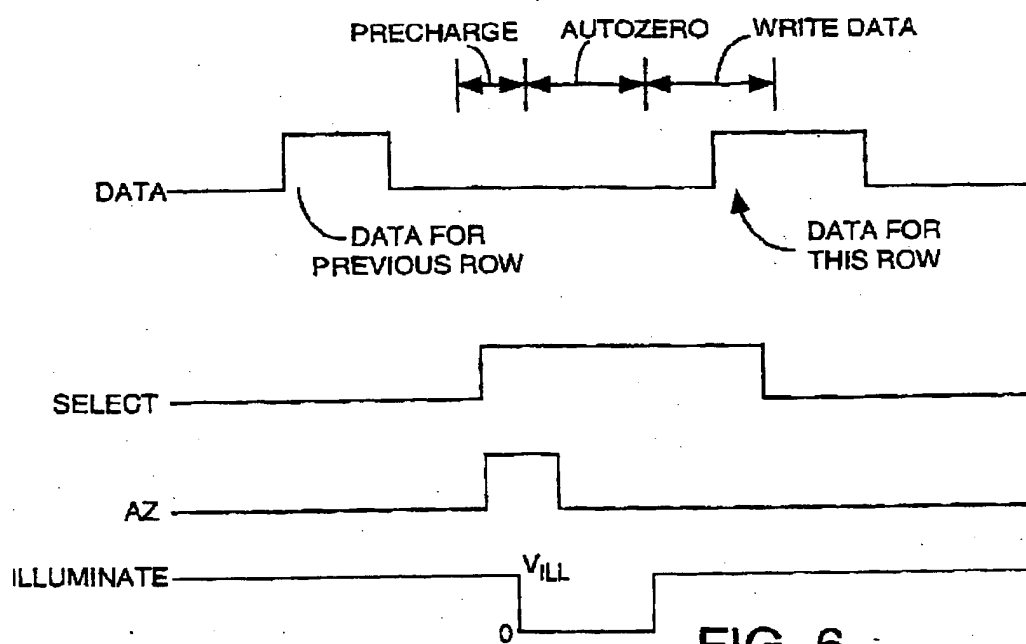 PRECHARGE AUTOZERO WRITE DATA
DATA
DATA FOR
PREVIOUS ROW
DATA FOR
THIS ROW
SELECT
AZ
ILLUMINATE
VILL
0
FIG. 6